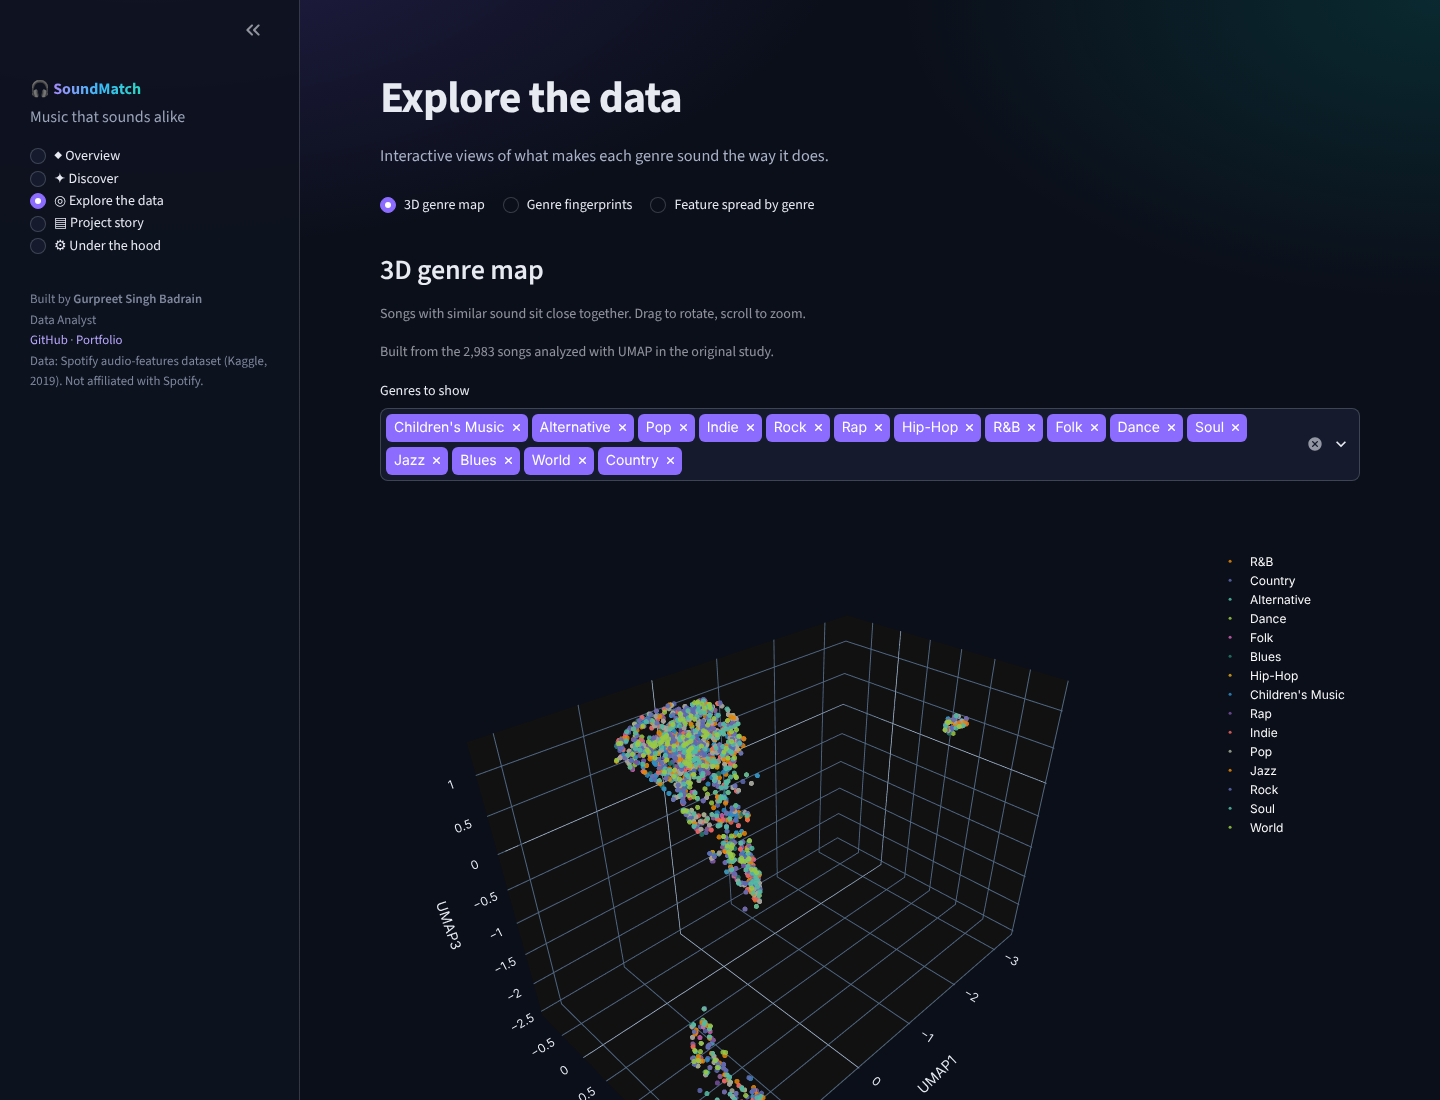 🎧 SoundMatch
Music that sounds alike
◆ Overview
✦ Discover
◎ Explore the data
▤ Project story
⚙ Under the hood
Built by Gurpreet Singh Badrain
Data Analyst
GitHub · Portfolio
Data: Spotify audio-features dataset (Kaggle,
2019). Not affiliated with Spotify.
Explore the data
Interactive views of what makes each genre sound the way it does.
3D genre map Genre fingerprints Feature spread by genre
3D genre map
Songs with similar sound sit close together. Drag to rotate, scroll to zoom.
Built from the 2,983 songs analyzed with UMAP in the original study.
Genres to show
Children's Music × Alternative × Pop × Indie × Rock × Rap × Hip-Hop × R&B × Folk × Dance × Soul ×
Jazz × Blues × World × Country ×
R&B
Country
Alternative
Dance
Folk
Blues
Hip-Hop
Children's Music
Rap
Indie
Pop
Jazz
Rock
Soul
World
1
0.5
0
−0.5
−1
−1.5
−2
−2.5
UMAP3
−0.5
0
0.5
−3
−2
−1
0
UMAP1